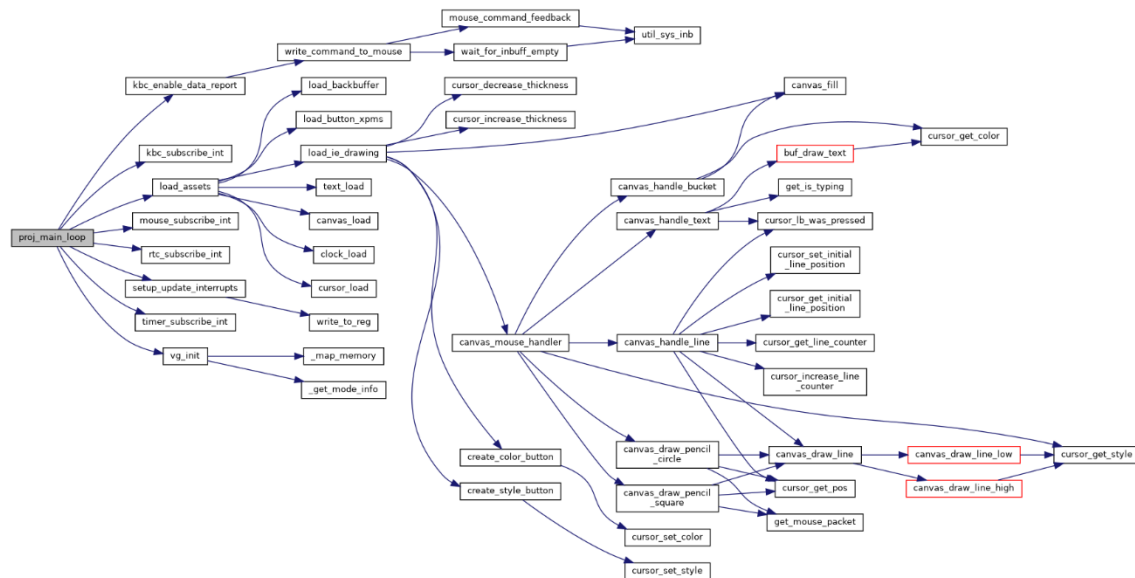 mouse_command_feedback
util_sys_inb
write_command_to_mouse
wait_for_inbuff_empty
kbc_enable_data_report
load_backbuffer
cursor_decrease_thickness
canvas_fill
load_button_xpms
cursor_increase_thickness
cursor_get_color
kbc_subscribe_int
load_ie_drawing
buf_draw_text
load_assets
text_load
canvas_handle_bucket
get_is_typing
mouse_subscribe_int
canvas_load
canvas_handle_text
cursor_lb_was_pressed
proj_main_loop
rtc_subscribe_int
clock_load
cursor_set_initial
_line_position
setup_update_interrupts
cursor_load
cursor_get_initial
_line_position
timer_subscribe_int
write_to_reg
canvas_mouse_handler
canvas_handle_line
cursor_get_line_counter
vg_init
_map_memory
cursor_increase_line
_counter
_get_mode_info
create_color_button
canvas_draw_pencil
_circle
canvas_draw_line
canvas_draw_line_low
cursor_get_style
create_style_button
canvas_draw_pencil
_square
cursor_get_pos
canvas_draw_line_high
get_mouse_packet
cursor_set_color
cursor_set_style